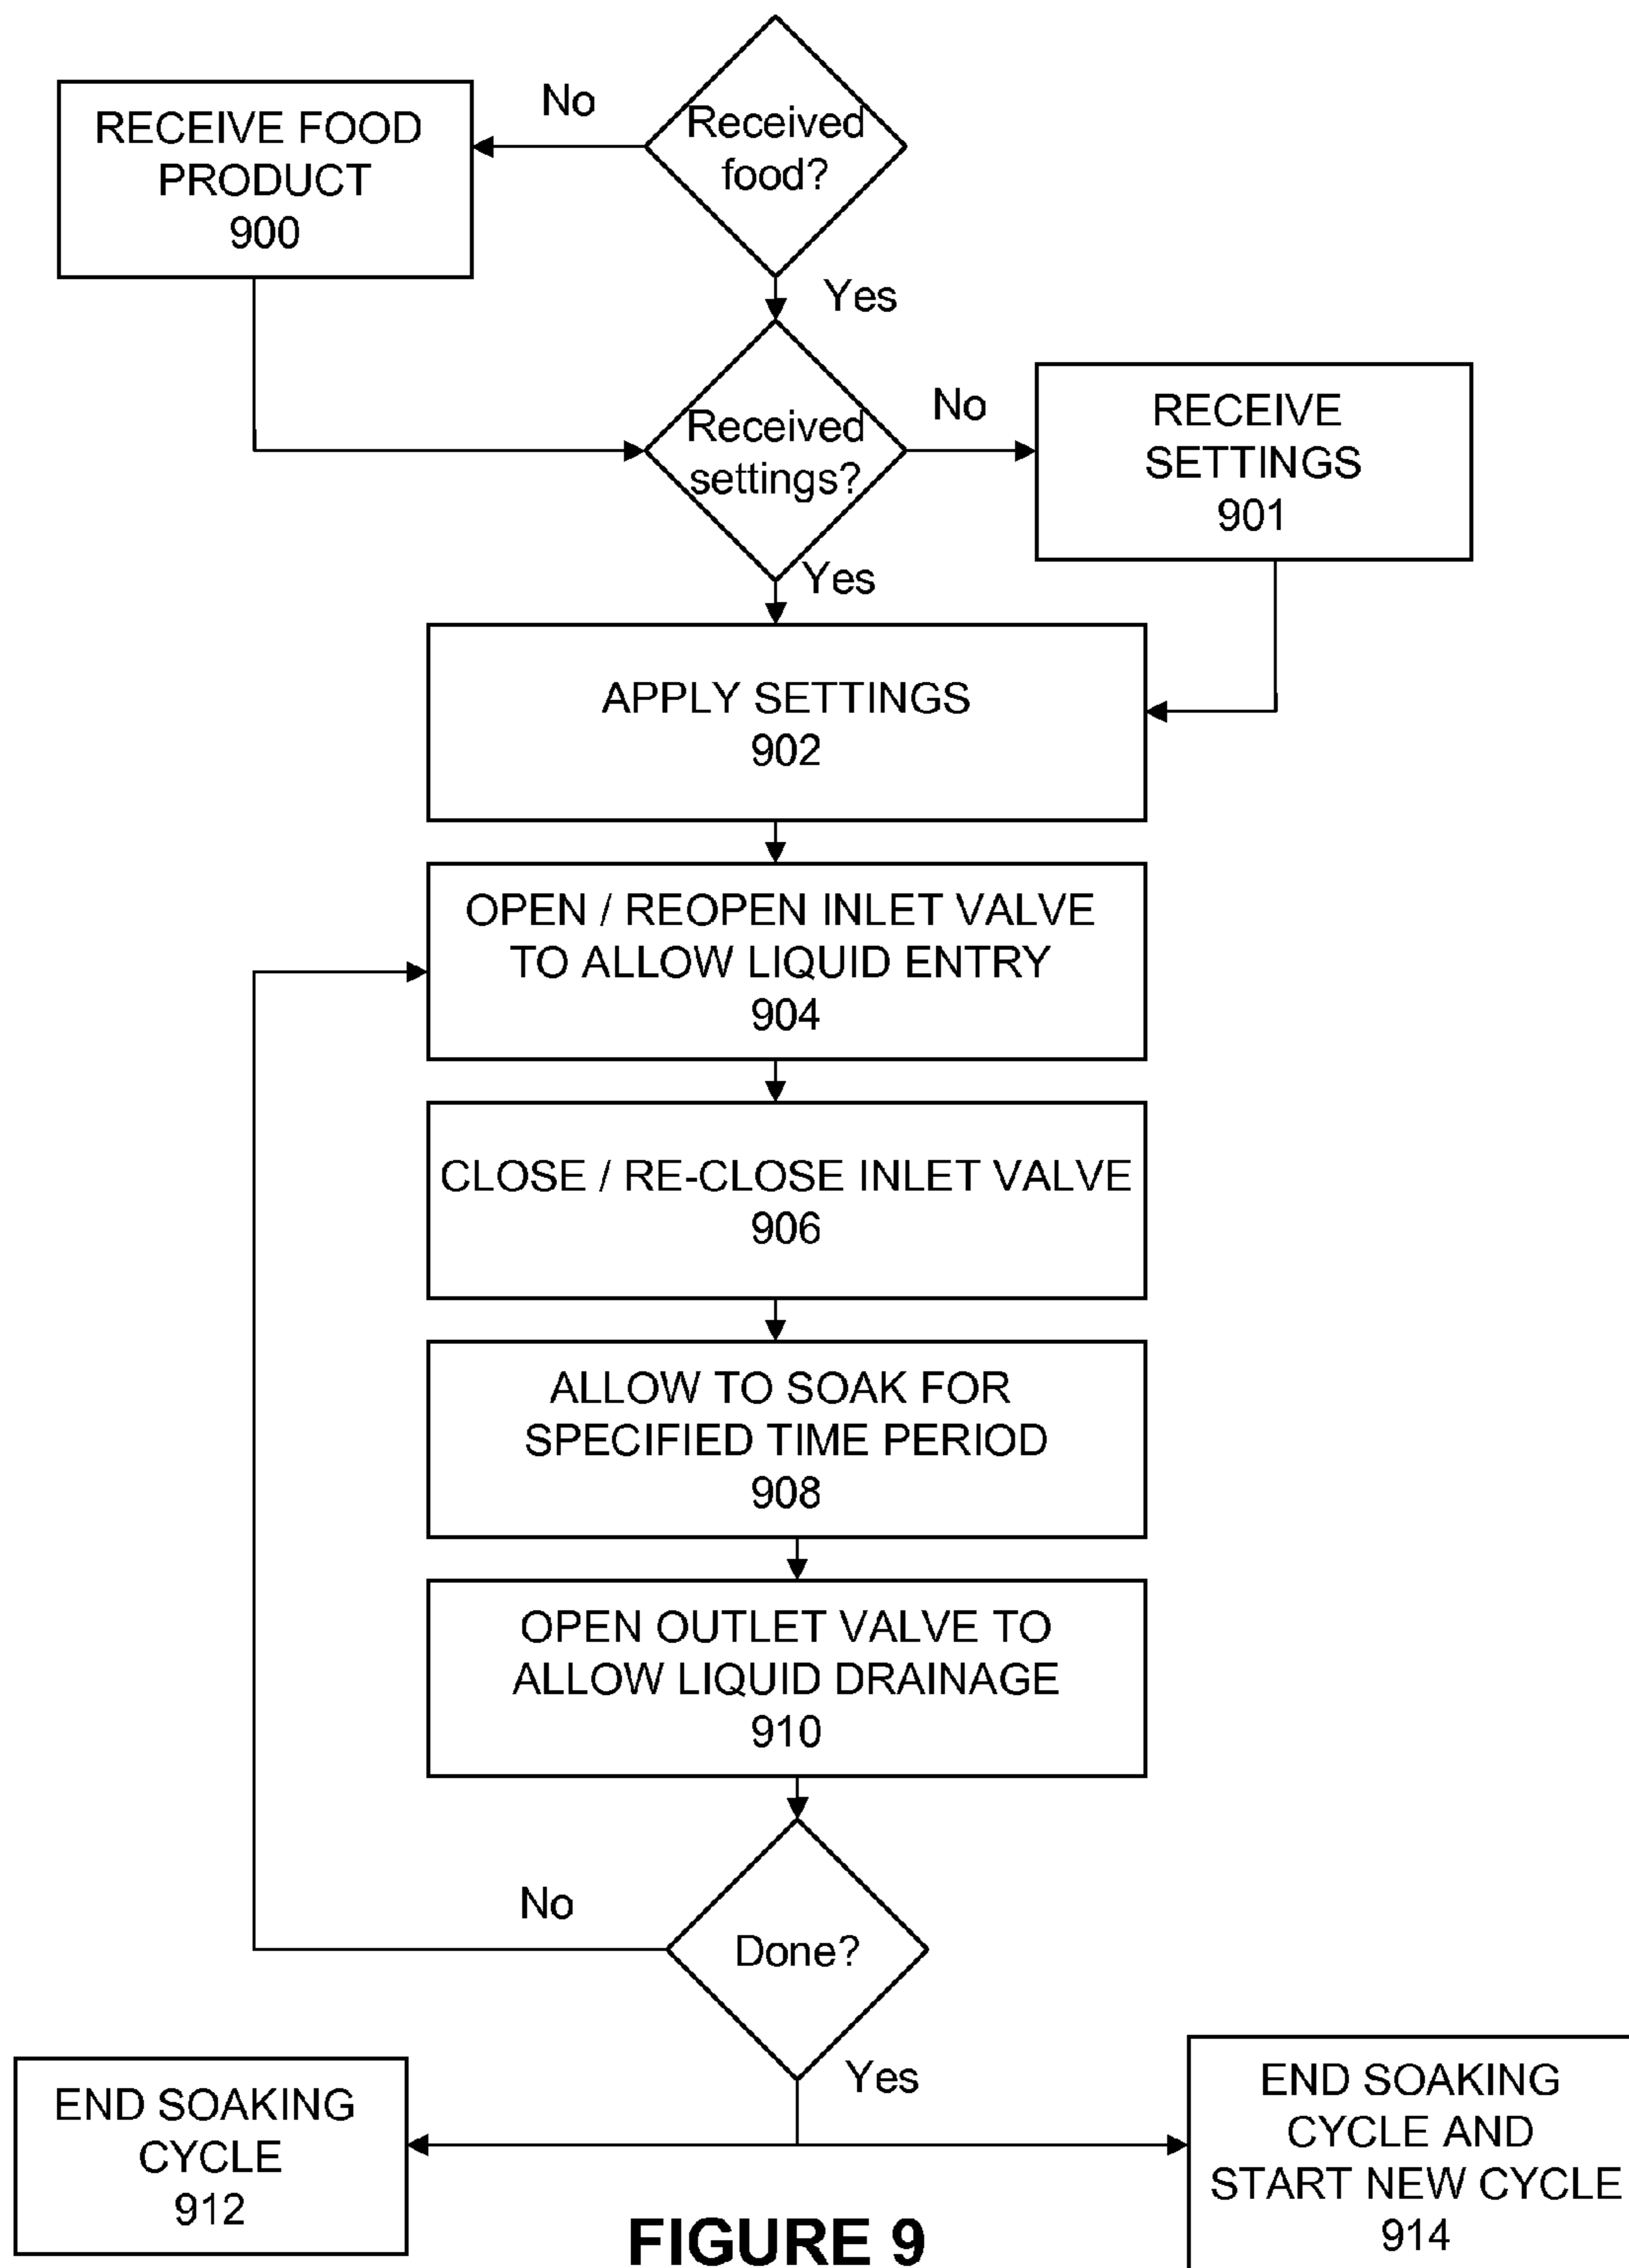 No
Received
food?
RECEIVE FOOD
PRODUCT
900
Yes
Received
settings?
No
RECEIVE
SETTINGS
901
Yes
APPLY SETTINGS
902
OPEN / REOPEN INLET VALVE
TO ALLOW LIQUID ENTRY
904
CLOSE / RE-CLOSE INLET VALVE
906
ALLOW TO SOAK FOR
SPECIFIED TIME PERIOD
908
OPEN OUTLET VALVE TO
ALLOW LIQUID DRAINAGE
910
No
Done?
Yes
END SOAKING
CYCLE
912
END SOAKING
CYCLE AND
START NEW CYCLE
914
FIGURE 9